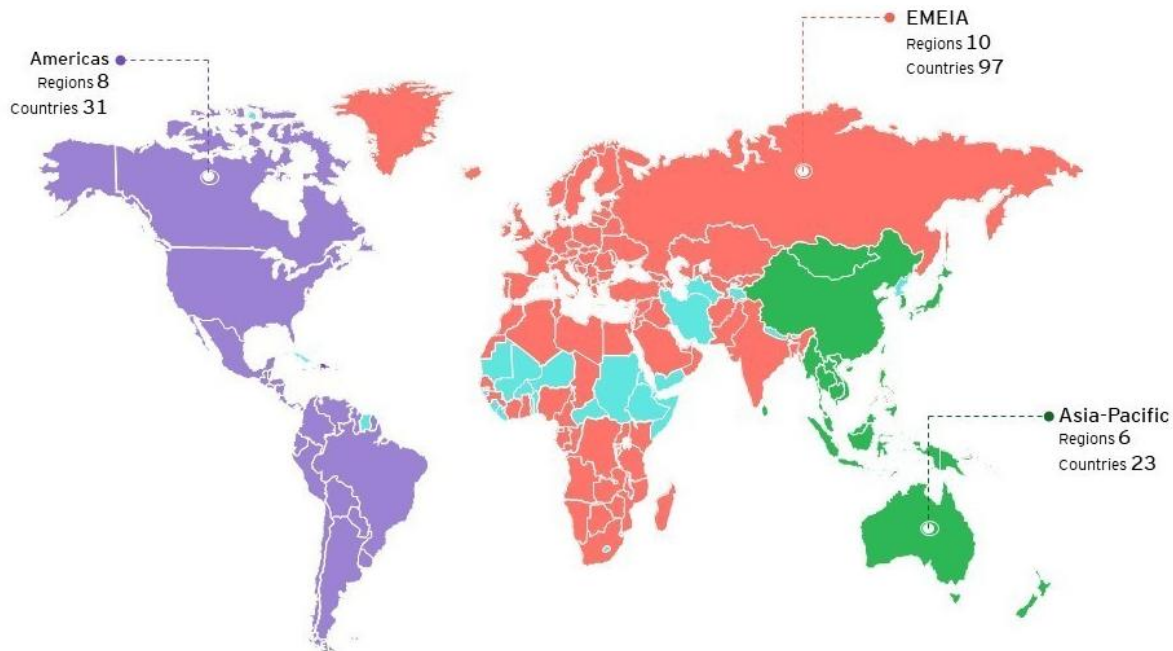 Americas
Regions 8
Countries 31
EMEIA
Regions 10
Countries 97
Asia-Pacific
Regions 6
Countries 23